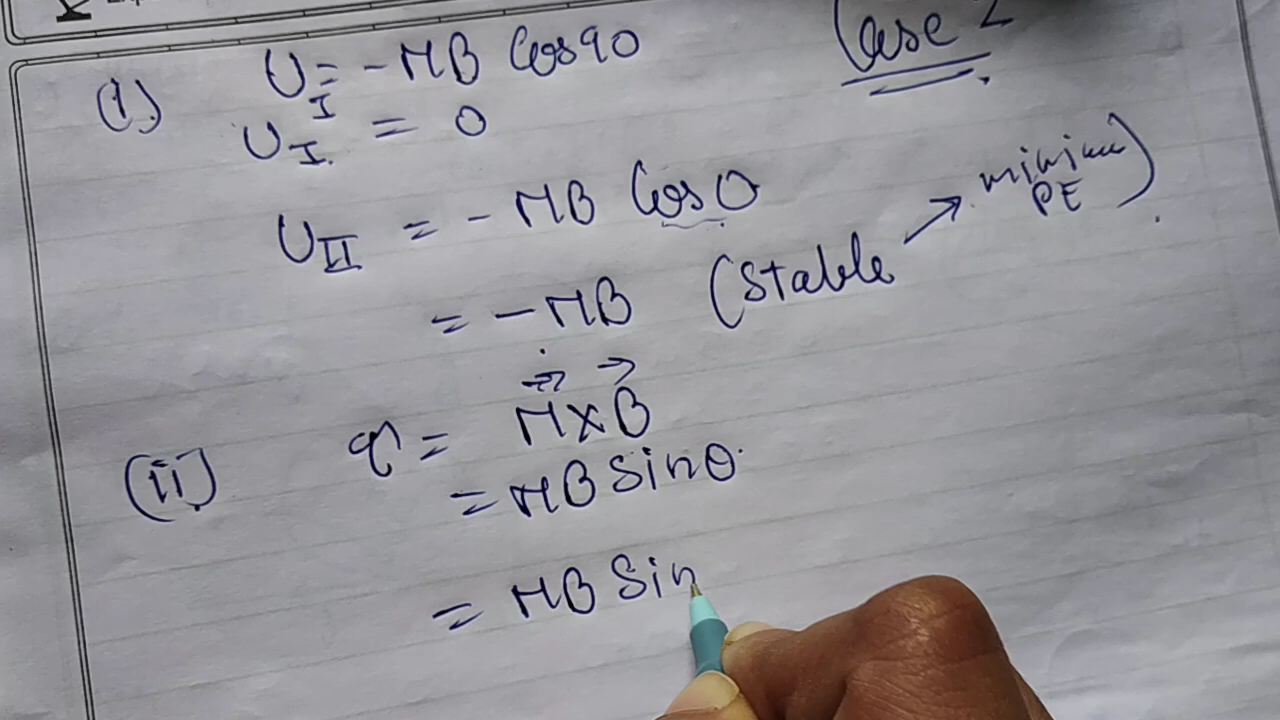 Case 2
(i) U_I = -MB Cos90
U_I = 0
U_II = - MB Cos0
= -MB (Stable → minimum PE)
(ii) τ = M⃗ × B⃗
= MB Sinθ
= MB Sin